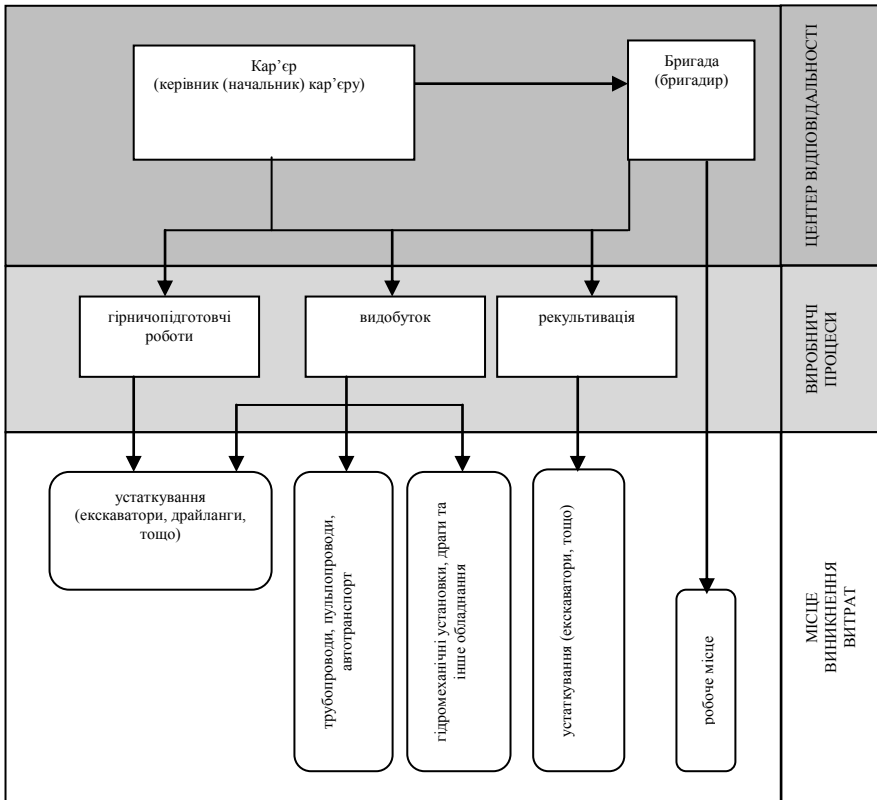 Кар’єр
(керівник (начальник) кар’єру)
Бригада
(бригадир)
ЦЕНТЕР ВІДПОВІДАЛЬНОСТІ
гірничопідготовчі
роботи
видобуток
рекультивація
ВИРОБНИЧІ
ПРОЦЕСИ
устаткування
(екскаватори, драйланги,
тощо)
трубопроводи, пульпопроводи,
автотранспорт
гідромеханічні установки, драги та
інше обладнання
устаткування (екскаватори, тощо)
робоче місце
МІСЦЕ
ВИНИКНЕННЯ
ВИТРАТ